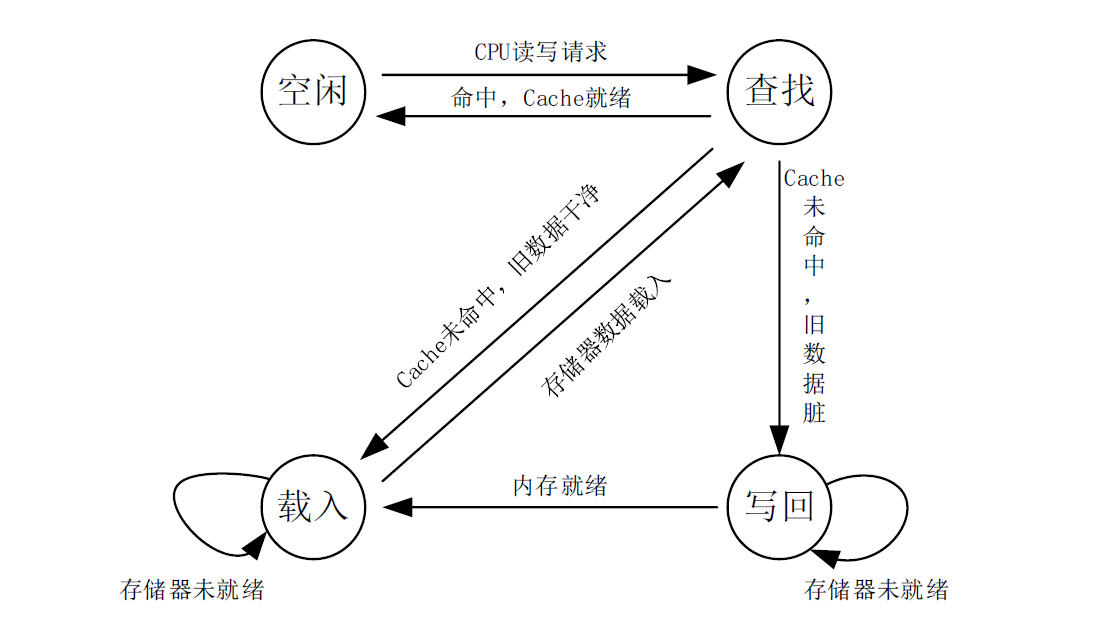 CPU读写请求
空闲
查找
命中，Cache就绪
Cache未命中，旧数据脏
Cache未命中，旧数据干净
存储器数据载入
内存就绪
载入
写回
存储器未就绪
存储器未就绪